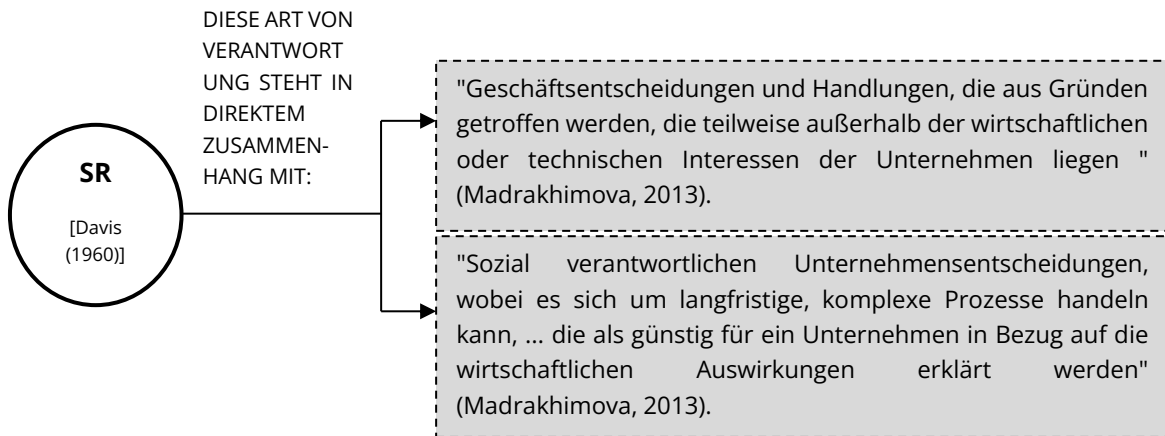 DIESE ART VON
VERANTWORT
UNG STEHT IN
DIREKTEM
ZUSAMMEN-
HANG MIT:
SR
[Davis
(1960)]
"Geschäftsentscheidungen und Handlungen, die aus Gründen
getroffen werden, die teilweise außerhalb der wirtschaftlichen
oder technischen Interessen der Unternehmen liegen "
(Madrakhimova, 2013).
"Sozial verantwortlichen Unternehmensentscheidungen,
wobei es sich um langfristige, komplexe Prozesse handeln
kann, ... die als günstig für ein Unternehmen in Bezug auf die
wirtschaftlichen Auswirkungen erklärt werden"
(Madrakhimova, 2013).